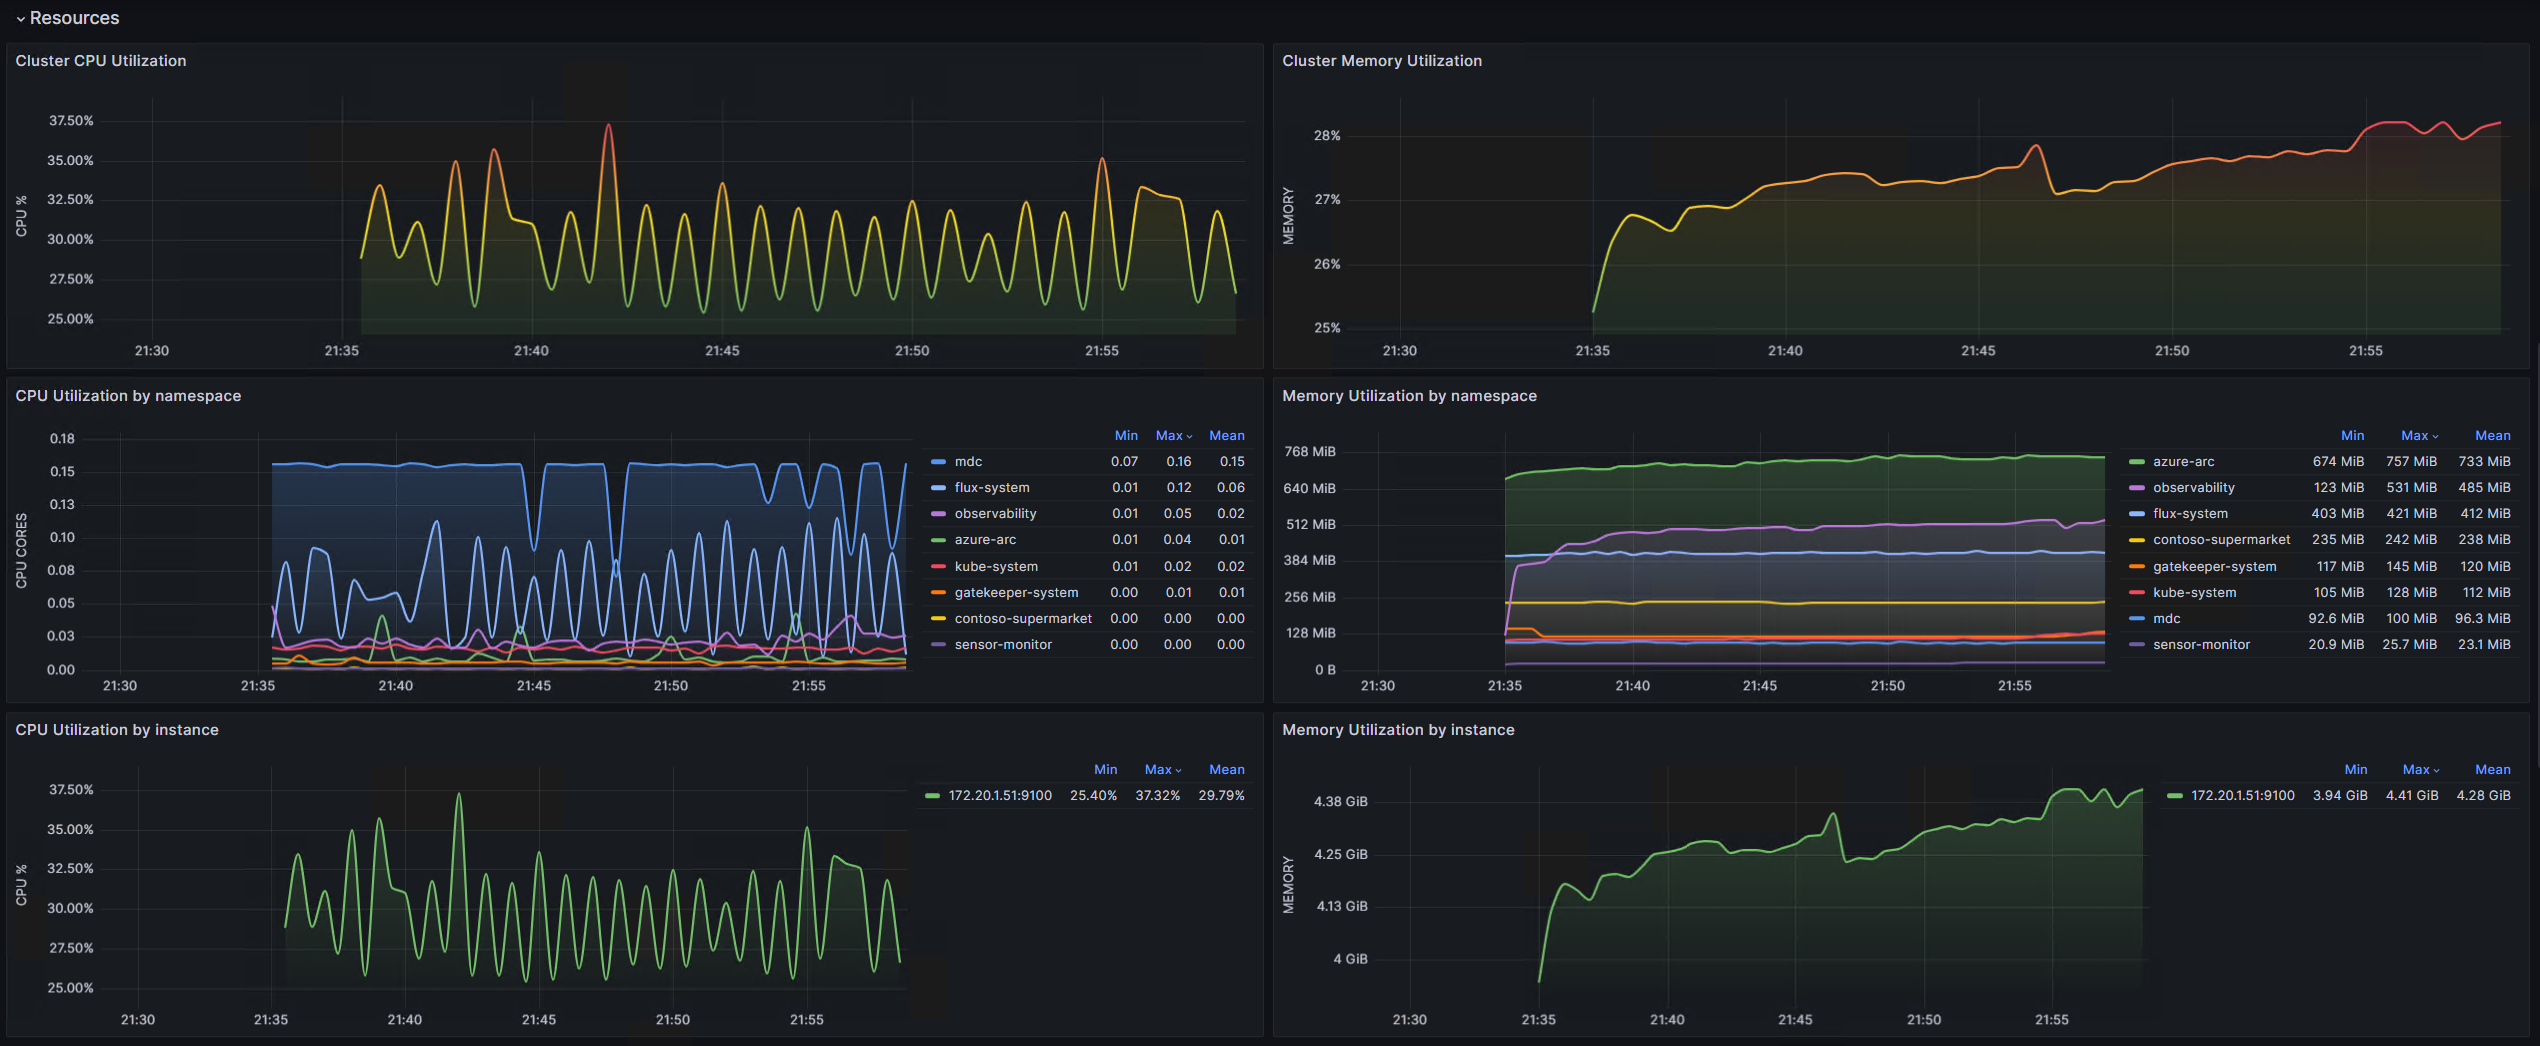 Resources
Cluster CPU Utilization
CPU %
37.50%
35.00%
32.50%
30.00%
27.50%
25.00%
21:30 21:35 21:40 21:45 21:50 21:55
Cluster Memory Utilization
MEMORY
28%
27%
26%
25%
21:30 21:35 21:40 21:45 21:50 21:55
CPU Utilization by namespace
CPU CORES
0.18
0.15
0.13
0.10
0.08
0.05
0.03
0.00
21:30 21:35 21:40 21:45 21:50 21:55
Min Max Mean
mdc 0.07 0.16 0.15
flux-system 0.01 0.12 0.06
observability 0.01 0.05 0.02
azure-arc 0.01 0.04 0.01
kube-system 0.01 0.02 0.02
gatekeeper-system 0.00 0.01 0.01
contoso-supermarket 0.00 0.00 0.00
sensor-monitor 0.00 0.00 0.00
Memory Utilization by namespace
768 MiB
640 MiB
512 MiB
384 MiB
256 MiB
128 MiB
0 B
21:30 21:35 21:40 21:45 21:50 21:55
Min Max Mean
azure-arc 674 MiB 757 MiB 733 MiB
observability 123 MiB 531 MiB 485 MiB
flux-system 403 MiB 421 MiB 412 MiB
contoso-supermarket 235 MiB 242 MiB 238 MiB
gatekeeper-system 117 MiB 145 MiB 120 MiB
kube-system 105 MiB 128 MiB 112 MiB
mdc 92.6 MiB 100 MiB 96.3 MiB
sensor-monitor 20.9 MiB 25.7 MiB 23.1 MiB
CPU Utilization by instance
CPU %
37.50%
35.00%
32.50%
30.00%
27.50%
25.00%
21:30 21:35 21:40 21:45 21:50 21:55
Min Max Mean
172.20.1.51:9100 25.40% 37.32% 29.79%
Memory Utilization by instance
MEMORY
4.38 GiB
4.25 GiB
4.13 GiB
4 GiB
21:30 21:35 21:40 21:45 21:50 21:55
Min Max Mean
172.20.1.51:9100 3.94 GiB 4.41 GiB 4.28 GiB